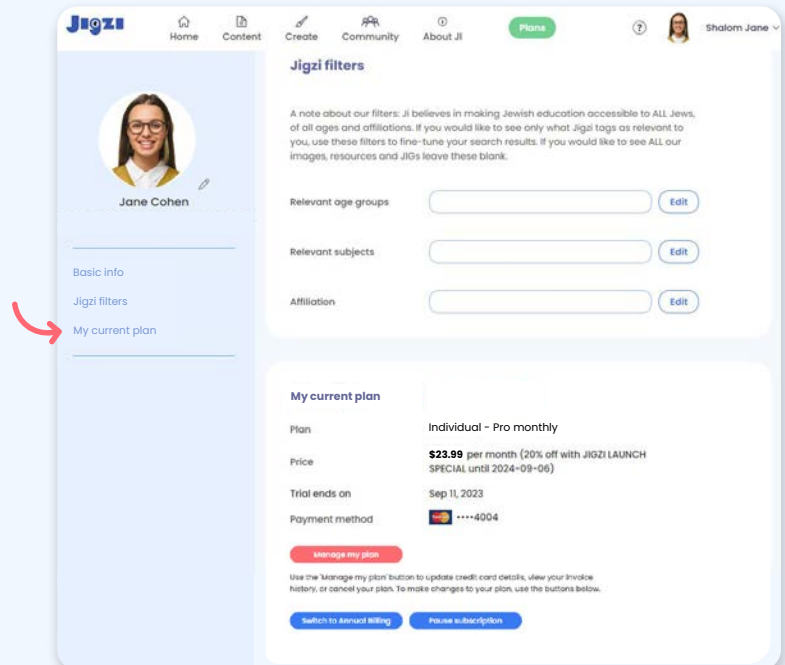 JIgZI
Home
Content
Create
Community
About JI
Plans
?
Shalom Jane
Jane Cohen
Basic info
Jigzi filters
My current plan
Jigzi filters
A note about our filters: Ji believes in making Jewish education accessible to ALL Jews,
of all ages and affiliations. If you would like to see only what Jigzi tags as relevant to
you, use these filters to fine-tune your search results. If you would like to see ALL our
images, resources and JIGs leave these blank.
Relevant age groups Edit
Relevant subjects Edit
Affiliation Edit
My current plan
Plan Individual - Pro monthly
Price $23.99 per month (20% off with JIGZI LAUNCH
SPECIAL until 2024-09-06)
Trial ends on Sep 11, 2023
Payment method ••••4004
Manage my plan
Use the 'Manage my plan' button to update credit card details, view your invoice
history, or cancel your plan. To make changes to your plan, use the buttons below.
Switch to Annual Billing Pause subscription